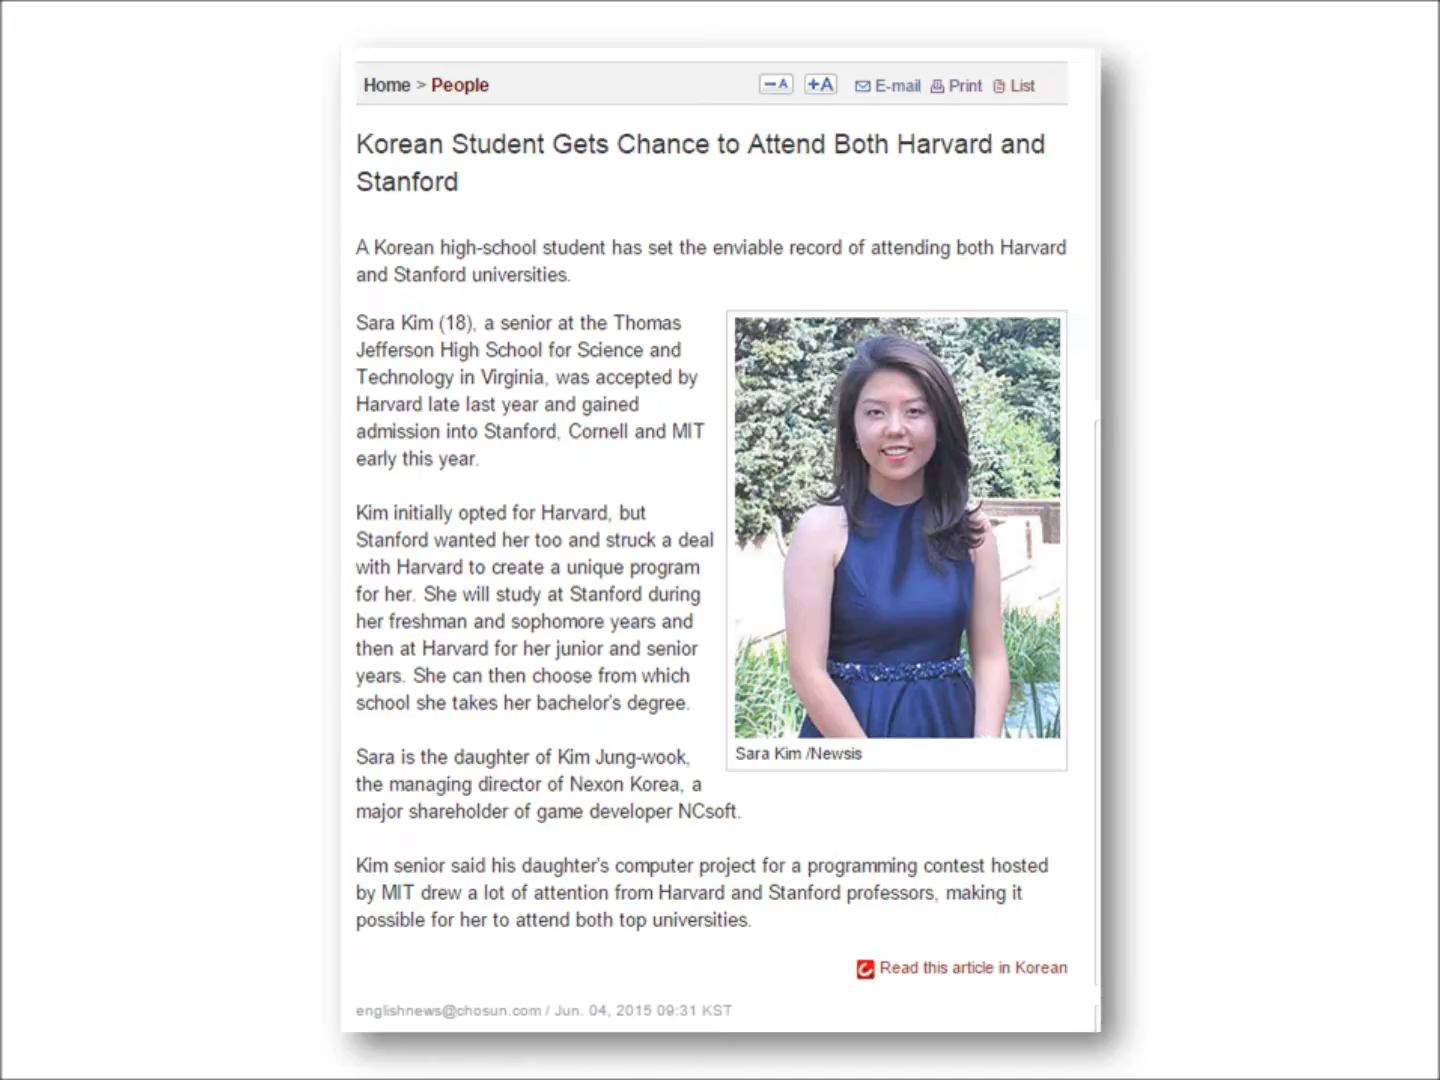 Home > People
-A +A E-mail Print List
Korean Student Gets Chance to Attend Both Harvard and
Stanford
A Korean high-school student has set the enviable record of attending both Harvard
and Stanford universities.
Sara Kim (18), a senior at the Thomas
Jefferson High School for Science and
Technology in Virginia, was accepted by
Harvard late last year and gained
admission into Stanford, Cornell and MIT
early this year.
Kim initially opted for Harvard, but
Stanford wanted her too and struck a deal
with Harvard to create a unique program
for her. She will study at Stanford during
her freshman and sophomore years and
then at Harvard for her junior and senior
years. She can then choose from which
school she takes her bachelor's degree.
Sara Kim /Newsis
Sara is the daughter of Kim Jung-wook,
the managing director of Nexon Korea, a
major shareholder of game developer NCsoft.
Kim senior said his daughter's computer project for a programming contest hosted
by MIT drew a lot of attention from Harvard and Stanford professors, making it
possible for her to attend both top universities.
Read this article in Korean
englishnews@chosun.com / Jun. 04, 2015 09:31 KST